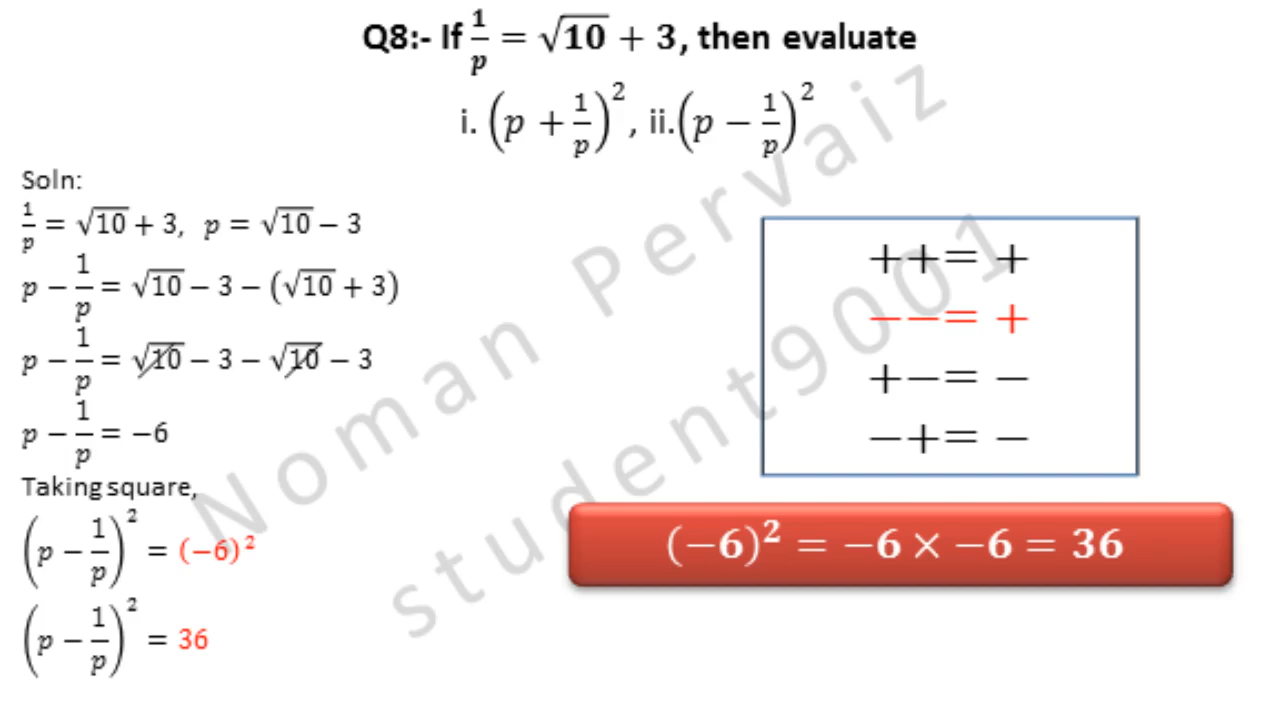 Q8:- If 1/p = √10 + 3, then evaluate
i. (p + 1/p)², ii.(p − 1/p)²
Soln:
1/p = √10 + 3, p = √10 − 3
p − 1/p = √10 − 3 − (√10 + 3)
p − 1/p = √10 − 3 − √10 − 3
p − 1/p = −6
Taking square,
(p − 1/p)² = (−6)²
(p − 1/p)² = 36
++= +
−−= +
+−= −
−+= −
(−6)² = −6 × −6 = 36
Noman Pervaiz
student9001